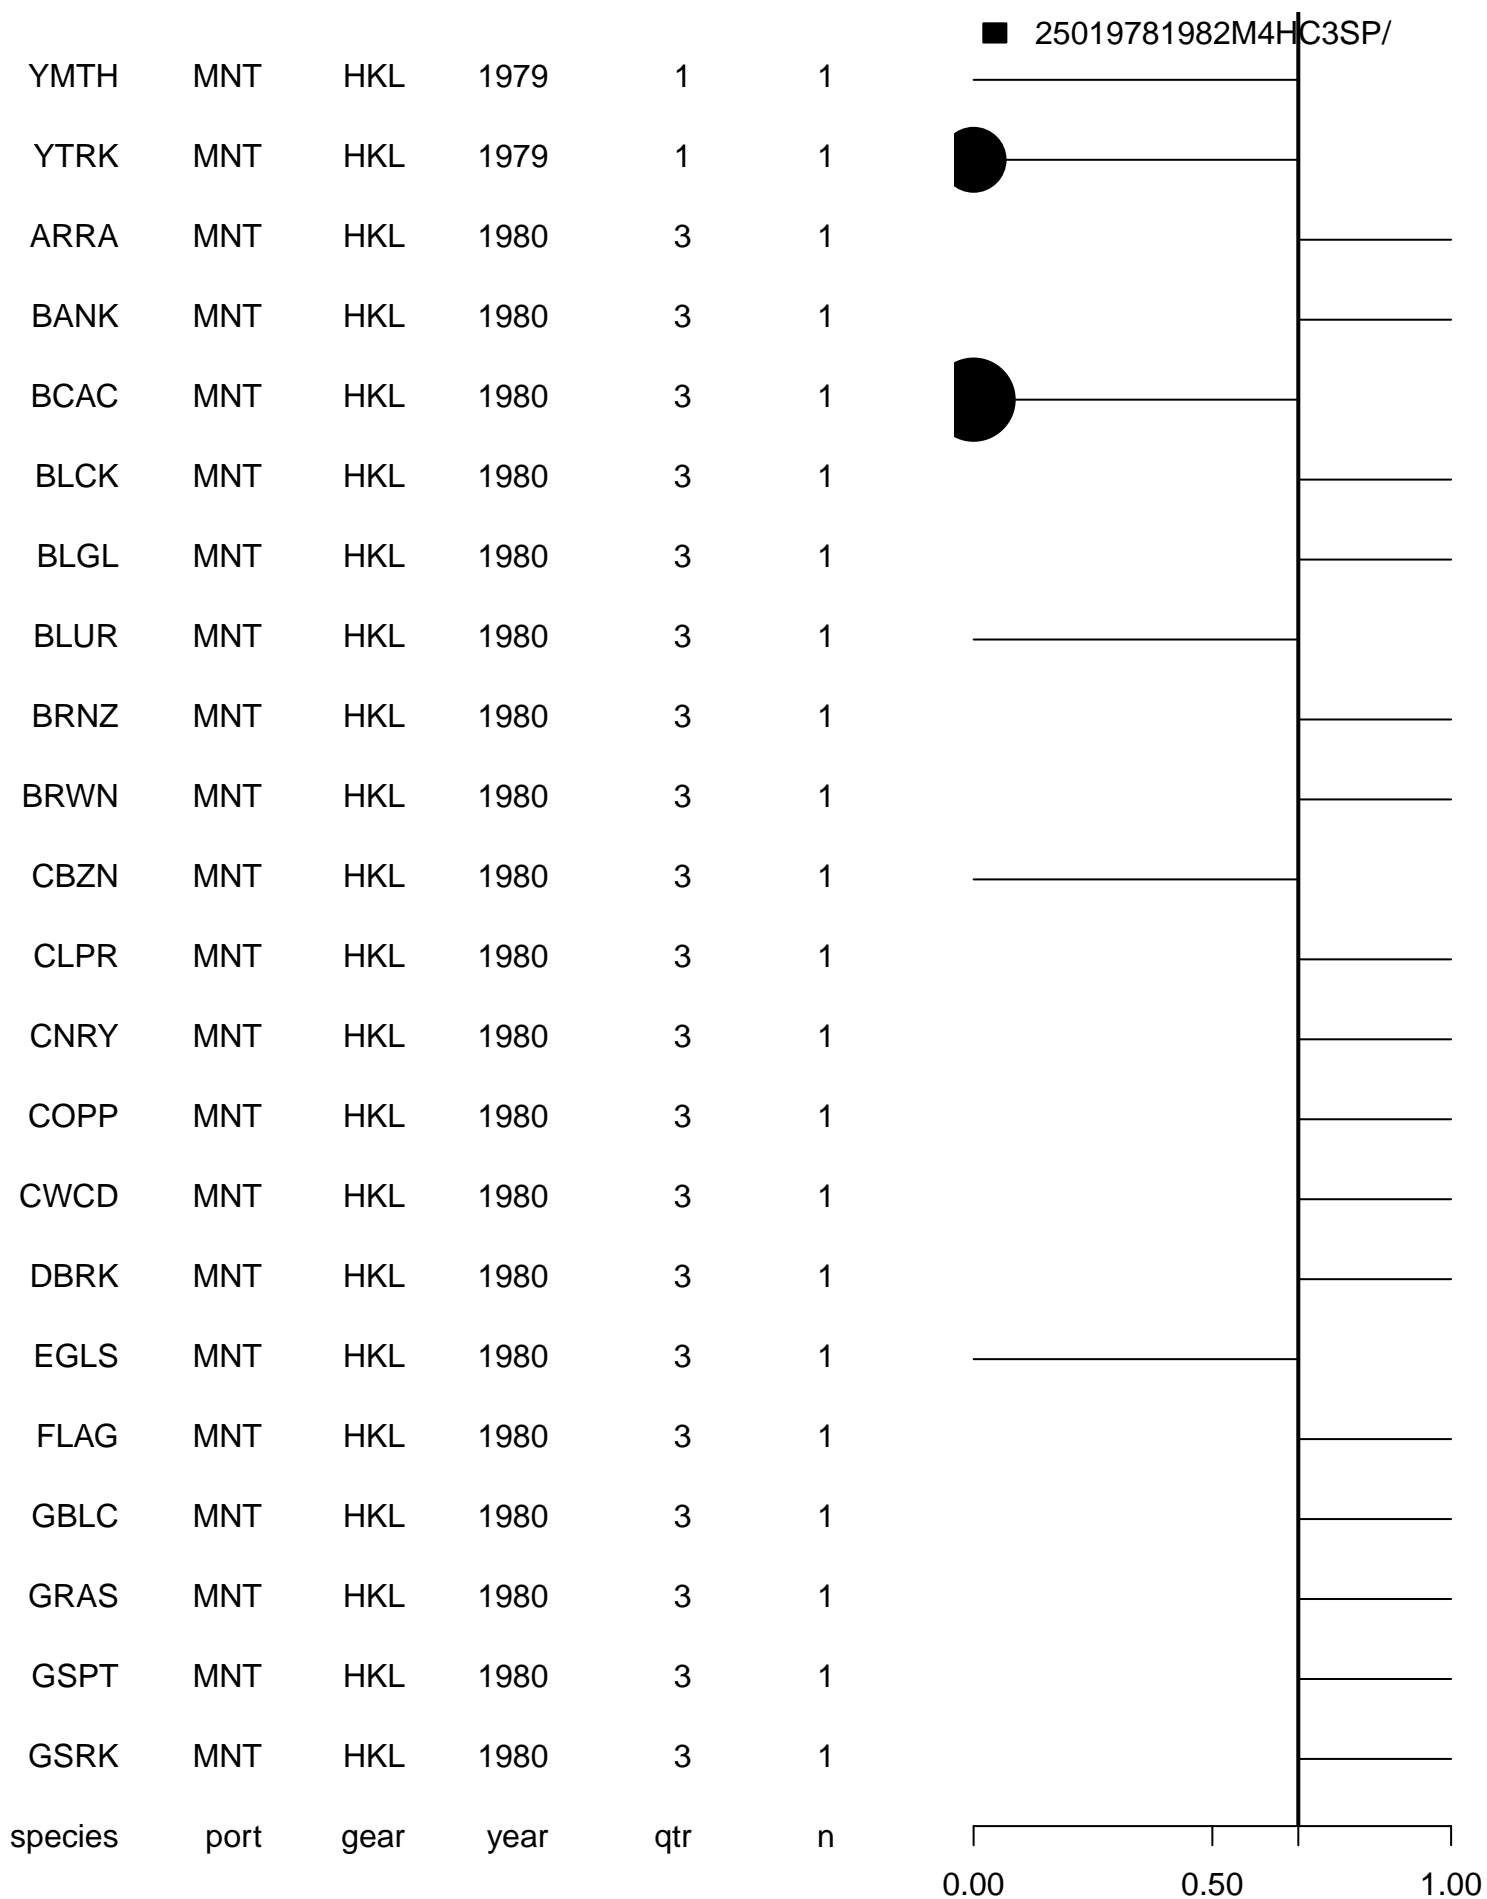 25019781982M4HC3SP/
YMTH MNT HKL 1979 1 1
YTRK MNT HKL 1979 1 1
ARRA MNT HKL 1980 3 1
BANK MNT HKL 1980 3 1
BCAC MNT HKL 1980 3 1
BLCK MNT HKL 1980 3 1
BLGL MNT HKL 1980 3 1
BLUR MNT HKL 1980 3 1
BRNZ MNT HKL 1980 3 1
BRWN MNT HKL 1980 3 1
CBZN MNT HKL 1980 3 1
CLPR MNT HKL 1980 3 1
CNRY MNT HKL 1980 3 1
COPP MNT HKL 1980 3 1
CWCD MNT HKL 1980 3 1
DBRK MNT HKL 1980 3 1
EGLS MNT HKL 1980 3 1
FLAG MNT HKL 1980 3 1
GBLC MNT HKL 1980 3 1
GRAS MNT HKL 1980 3 1
GSPT MNT HKL 1980 3 1
GSRK MNT HKL 1980 3 1
species port gear year qtr n
0.00 0.50 1.00